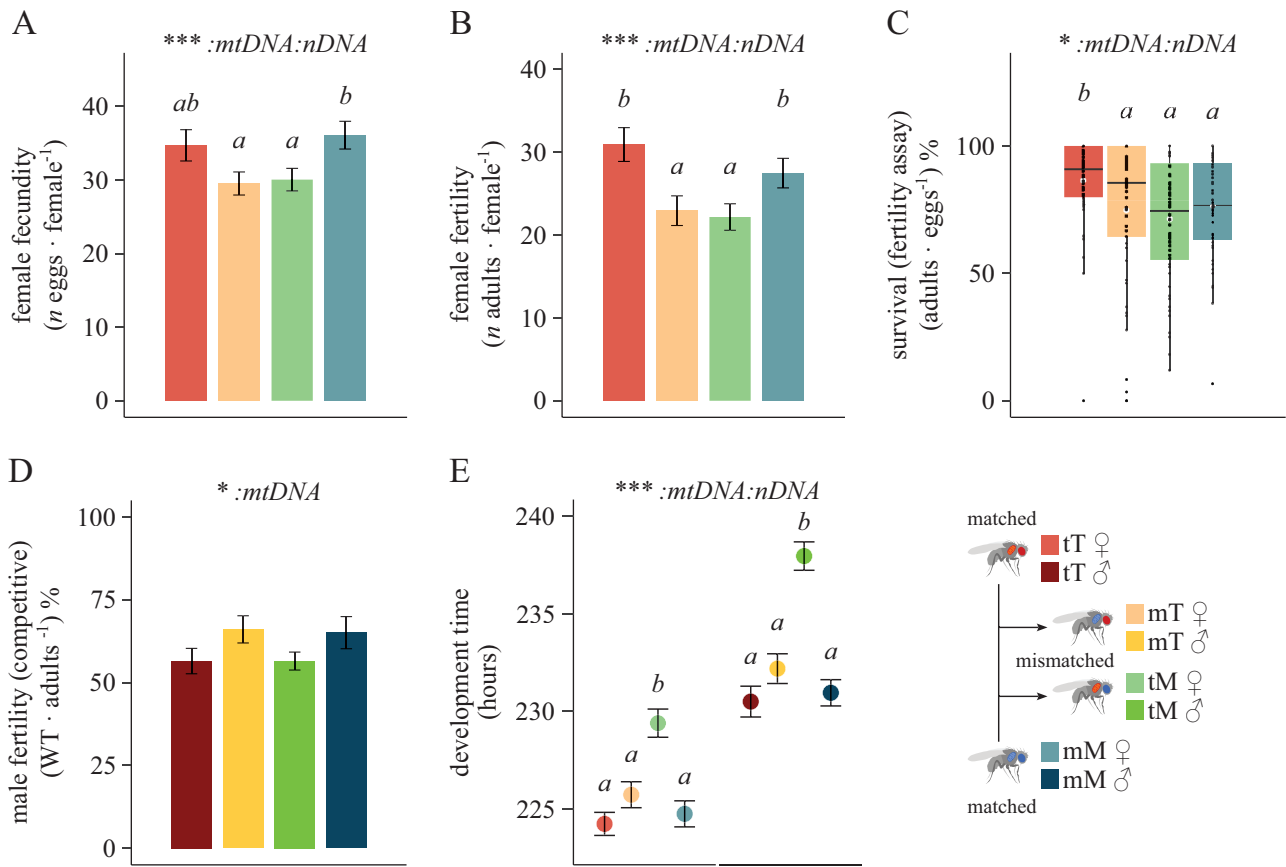 A
*** :mtDNA:nDNA
female fecundity
(n eggs · female⁻¹)
40
30
20
10
0
ab
a
a
b
B
*** :mtDNA:nDNA
female fertility
(n adults · female⁻¹)
40
30
20
10
0
b
a
a
b
C
* :mtDNA:nDNA
survival (fertility assay)
(adults · eggs⁻¹) %
100
50
0
b
a
a
a
D
* :mtDNA
male fertility (competitive)
(WT · adults ⁻¹) %
100
75
50
25
0
E
*** :mtDNA:nDNA
development time
(hours)
240
235
230
225
a
a
b
a
a
a
b
a
matched
tT ♀
tT ♂
mT ♀
mT ♂
mismatched
tM ♀
tM ♂
mM ♀
mM ♂
matched